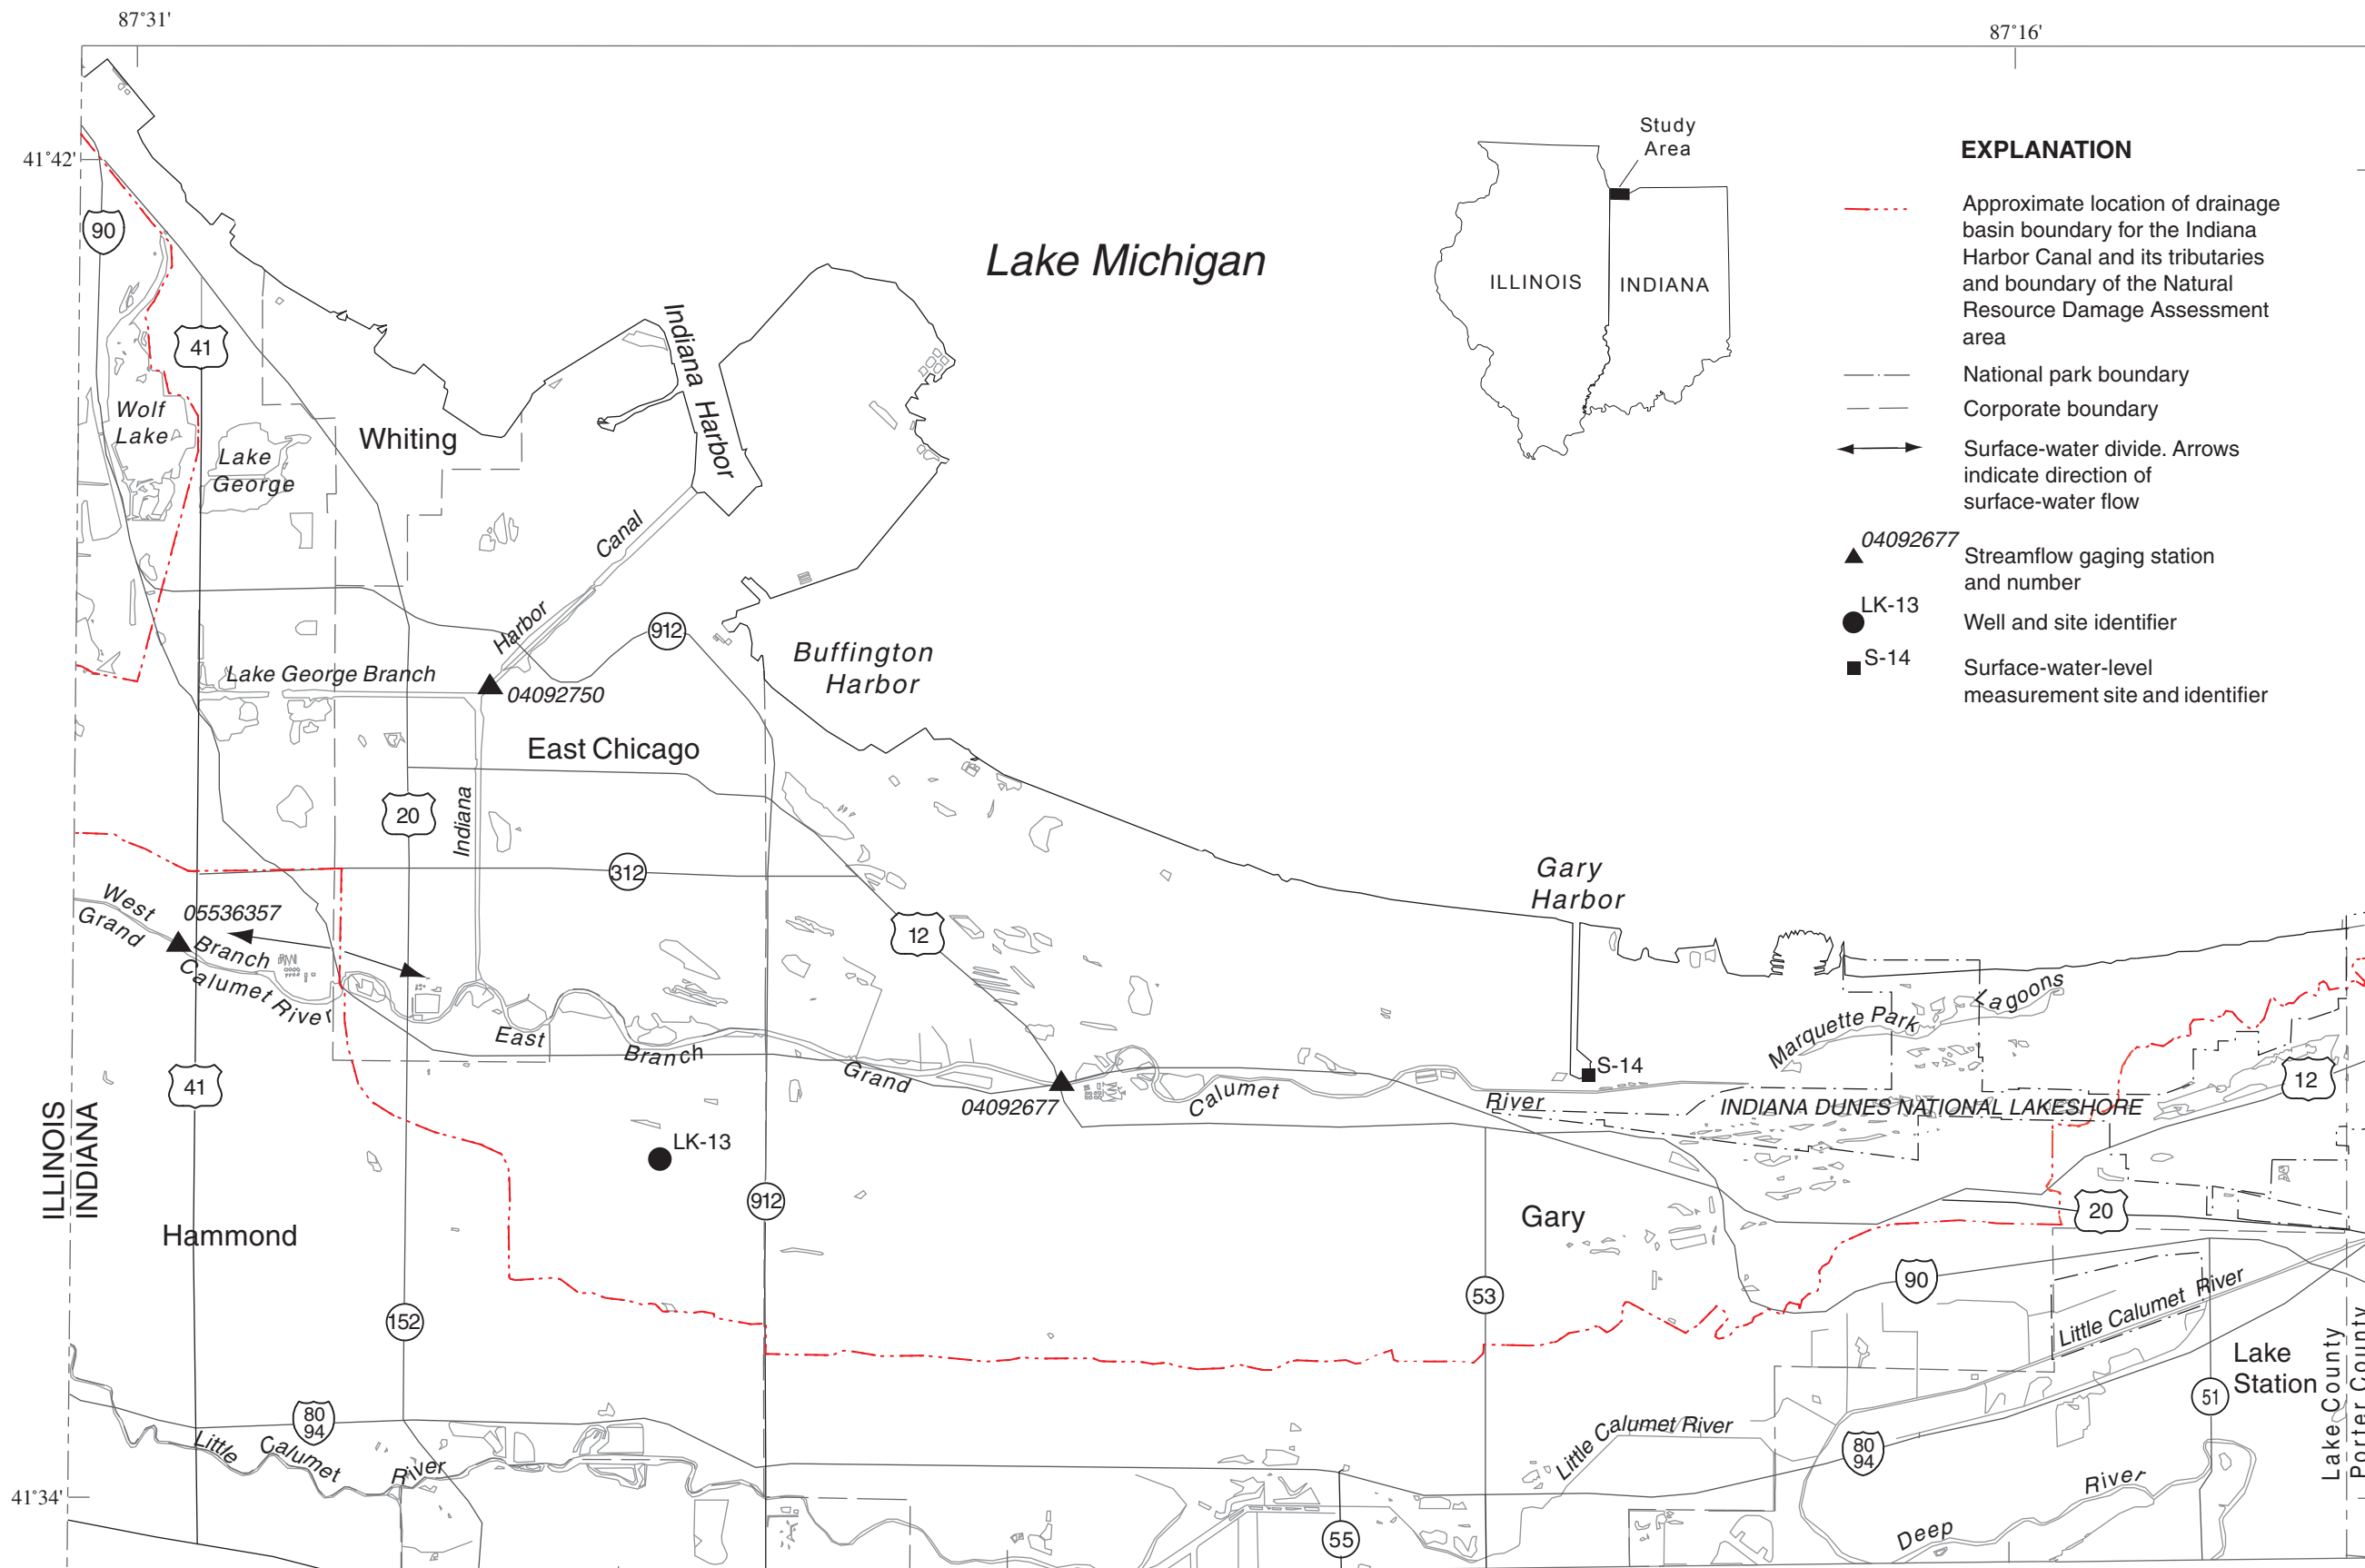 87°31'
87°16'
41°42'
Study
Area
EXPLANATION
Approximate location of drainage
basin boundary for the Indiana
Harbor Canal and its tributaries
and boundary of the Natural
Resource Damage Assessment
area
National park boundary
Corporate boundary
Surface-water divide. Arrows
indicate direction of
surface-water flow
04092677
Streamflow gaging station
and number
LK-13
Well and site identifier
S-14
Surface-water-level
measurement site and identifier
ILLINOIS
INDIANA
Lake Michigan
90
41
Wolf
Lake
Lake
George
Whiting
Indiana Harbor
Canal
Harbor
Indiana
912
Buffington
Harbor
Lake George Branch
04092750
East Chicago
20
312
12
Gary
Harbor
West Branch
Grand Calumet River
05536357
East Branch
Grand Calumet River
04092677
S-14
Marquette Park Lagoons
INDIANA DUNES NATIONAL LAKESHORE
12
41
ILLINOIS
INDIANA
LK-13
912
Hammond
Gary
20
90
53
152
Little Calumet River
Lake
Station
51
Lake County
Porter County
80
94
Little Calumet River
Little Calumet River
80
94
41°34'
55
Deep River